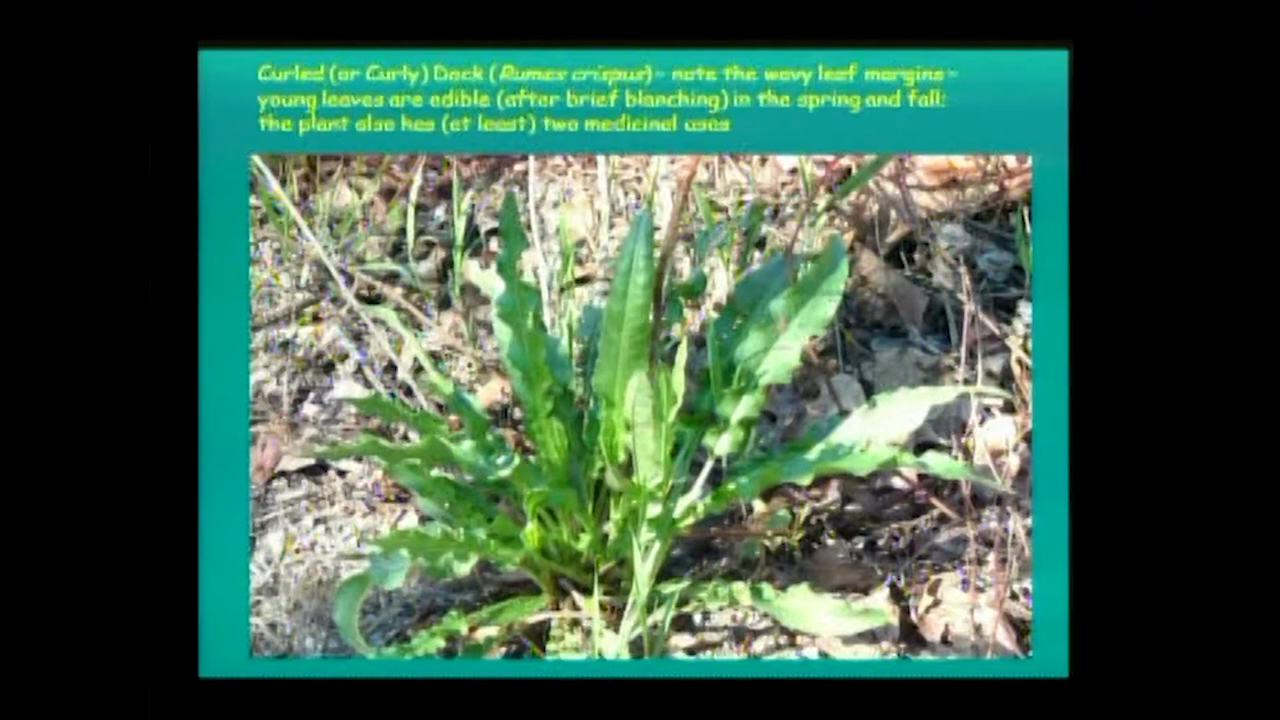 Curled (or Curly) Dock (Rumex crispus) - note the wavy leaf margins -
young leaves are edible (after brief blanching) in the spring and fall;
the plant also has (at least) two medicinal uses